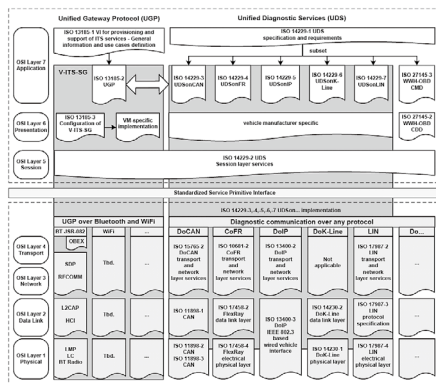 Unified Gateway Protocol (UGP)
Unified Diagnostic Services (UDS)
OSI Layer 7
Application
ISO 13185-1 VI for provisioning and
support of ITS services - General
information and use cases definition
ISO 14229-1 UDS
specification and requirements
subset
V-ITS-SG
ISO 13185-2
UGP
ISO 14229-3
UDSonCAN
ISO 14229-4
UDSonFR
ISO 14229-5
UDSonIP
ISO 14229-6
UDSonK-
Line
ISO 14229-7
UDSonLIN
ISO 27145-3
WWH-OBD
CMD
OSI Layer 6
Presentation
ISO 13185-3
Configuration of
V-ITS-SG
VM specific
implementation
vehicle manufacturer specific
ISO 27145-2
WWH-OBD
CDD
OSI Layer 5
Session
ISO 14229-2 UDS
Session layer services
Standardized Service Primitive Interface
ISO 14229-3,-4,-5,-6,-7 UDSon... implementation
UGP over Bluetooth and WiFi
Diagnostic communication over any protocol
BT JSR-082
WiFi
...
DoCAN
CoFR
DoIP
DoK-Line
LIN
Do...
OSI Layer 4
Transport
OSI Layer 3
Network
OBEX
SDP
RFCOMM
Tbd.
...
ISO 15765-2
DoCAN
transport
and
network
layer services
ISO 10681-2
CoFR
transport
and
network
layer services
ISO 13400-2
DoIP
transport
and
network
layer services
Not
applicable
ISO 17987-2
LIN
transport
and
network
layer services
...
OSI Layer 2
Data Link
L2CAP
HCI
Tbd.
...
ISO 11898-1
CAN
ISO 17458-2
FlexRay
data link layer
ISO 13400-3
DoIP
IEEE 802.3
based
wired vehicle
interface
ISO 14230-2
DoK-Line
data link layer
ISO 17987-3
LIN
protocol
specification
...
OSI Layer 1
Physical
LMP
LC
BT Radio
Tbd.
...
ISO 11898-2
CAN
ISO 11898-3
CAN
ISO 17458-4
FlexRay
electrical
physical layer
ISO 14230-1
DoK-Line
physical layer
ISO 17987-4
LIN
electrical
physical layer
...